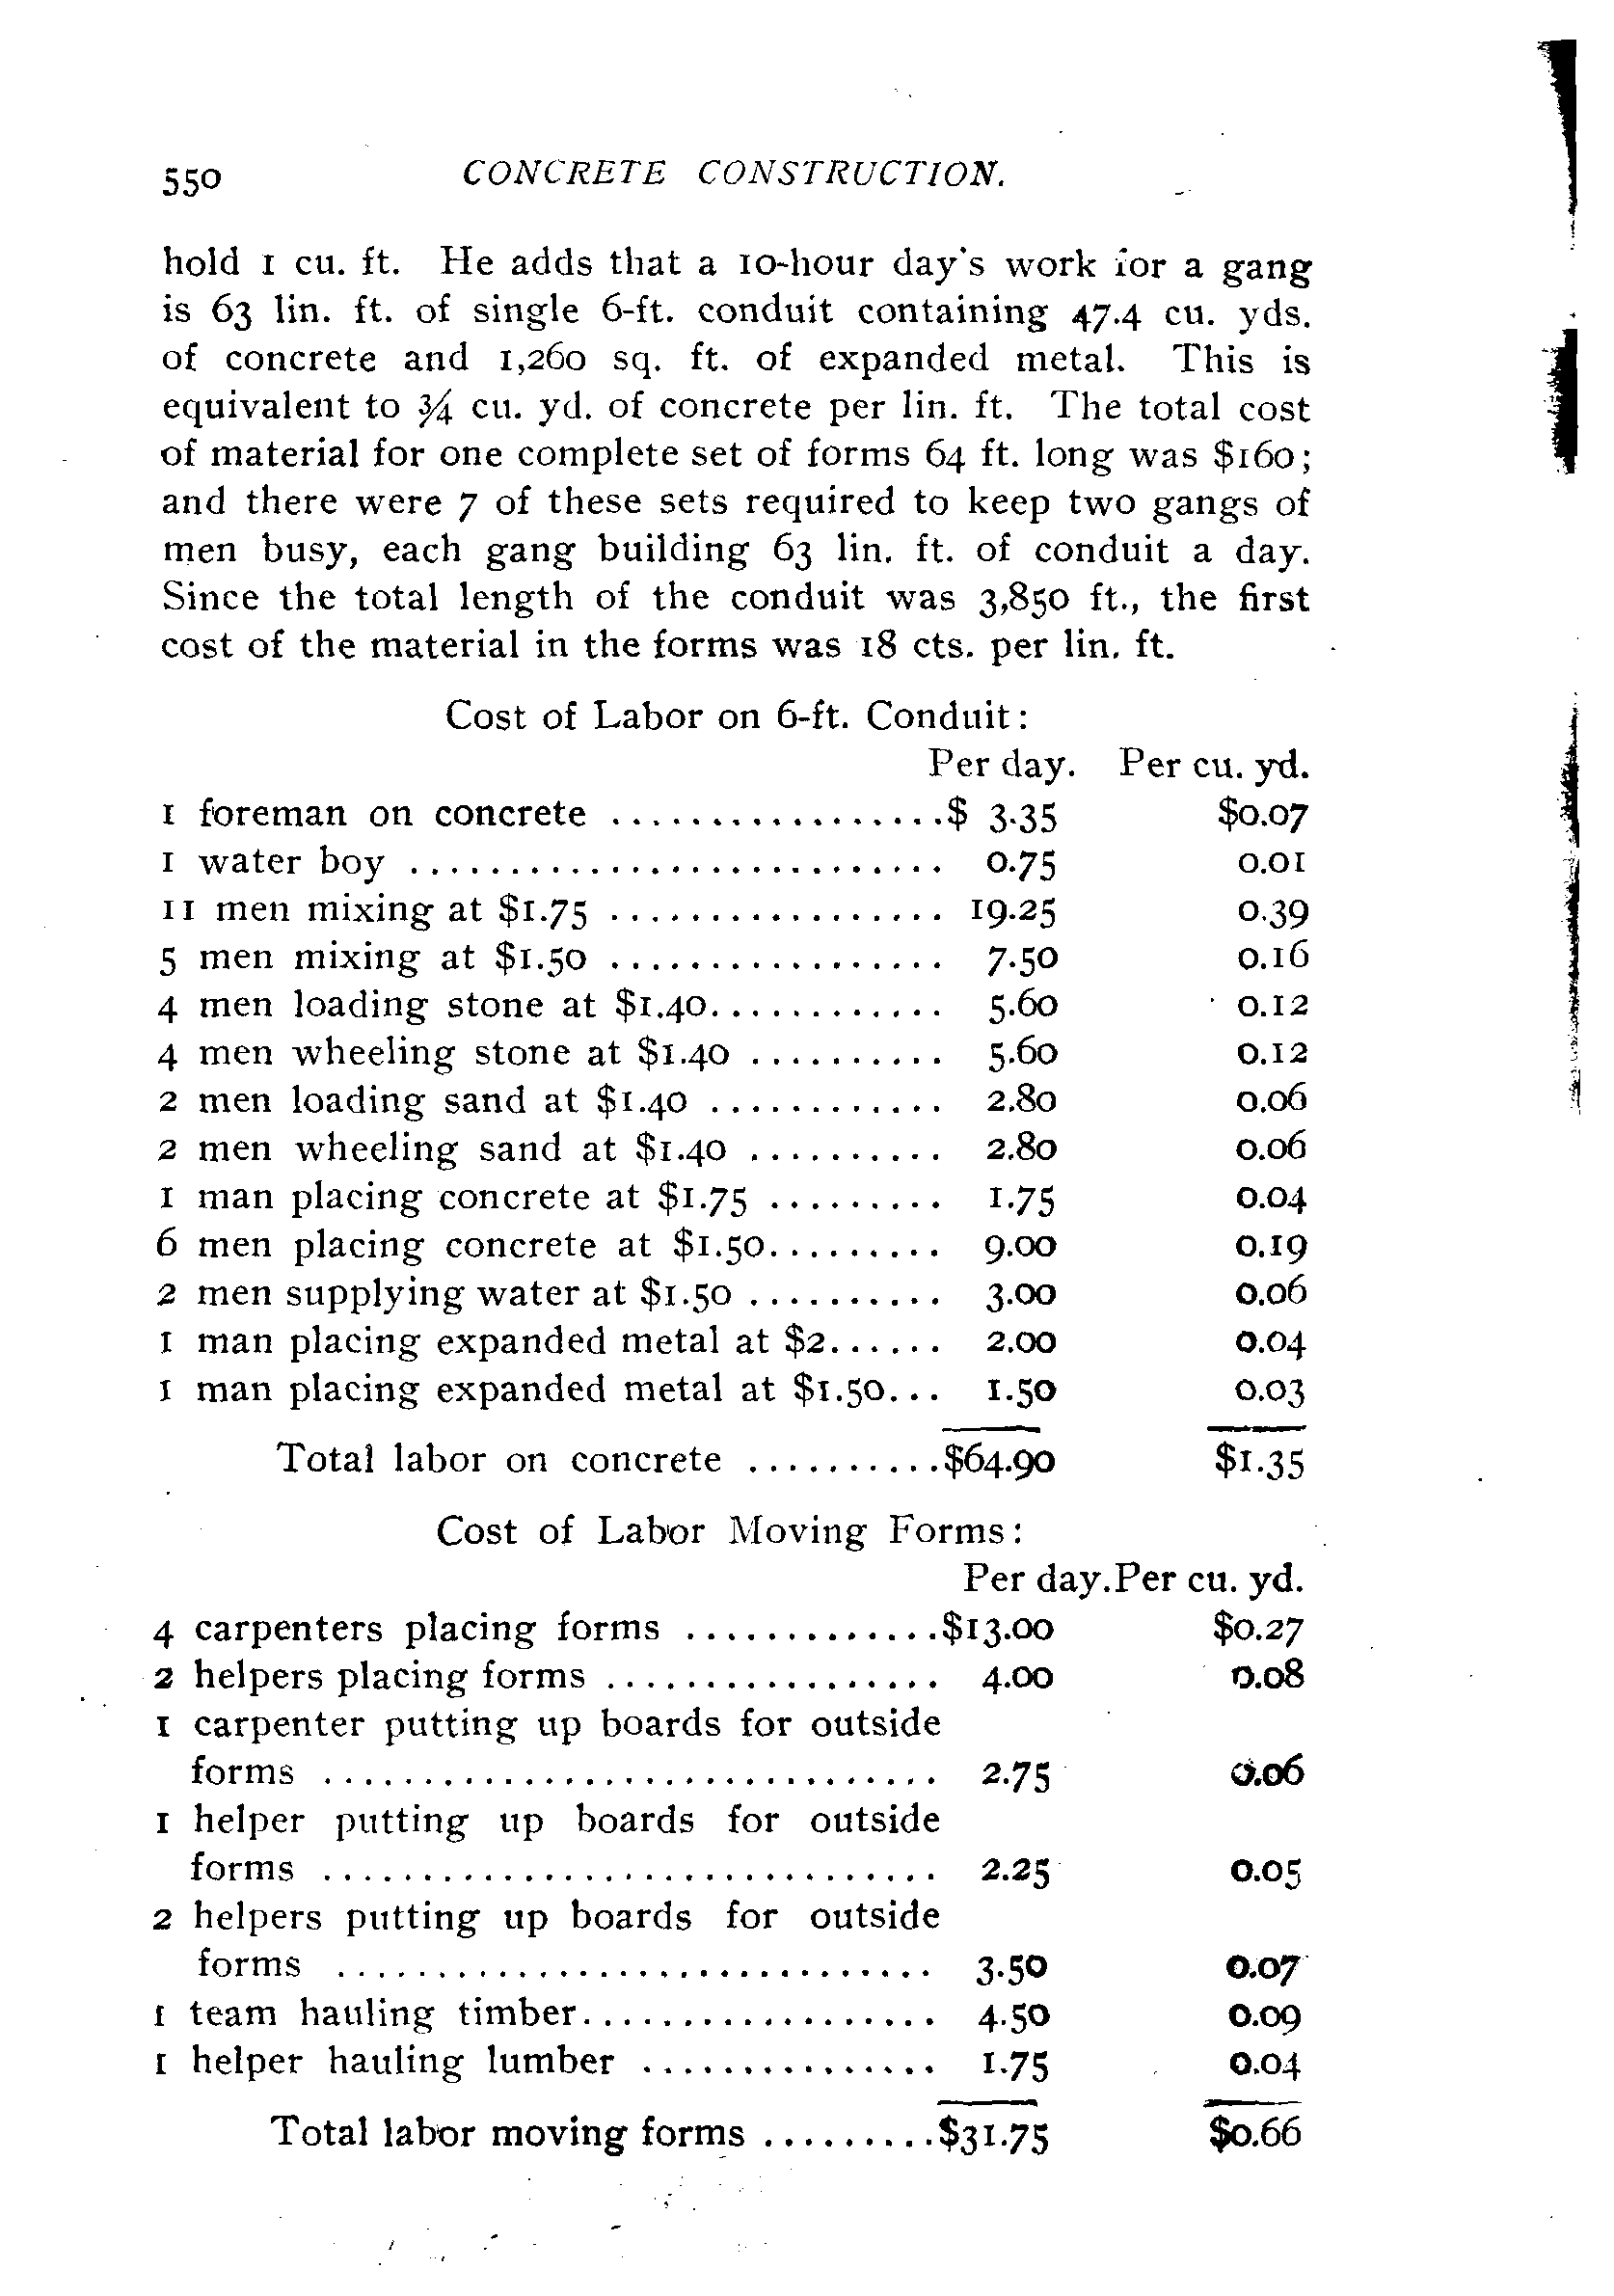 550 CONCRETE CONSTRUCTION.
hold 1 cu. ft. He adds that a 10-hour day's work for a gang
is 63 lin. ft. of single 6-ft. conduit containing 47.4 cu. yds.
of concrete and 1,260 sq. ft. of expanded metal. This is
equivalent to ¾ cu. yd. of concrete per lin. ft. The total cost
of material for one complete set of forms 64 ft. long was $160;
and there were 7 of these sets required to keep two gangs of
men busy, each gang building 63 lin. ft. of conduit a day.
Since the total length of the conduit was 3,850 ft., the first
cost of the material in the forms was 18 cts. per lin. ft.
Cost of Labor on 6-ft. Conduit:
Per day. Per cu. yd.
1 foreman on concrete .................$ 3.35 $0.07
1 water boy ........................... 0.75 0.01
11 men mixing at $1.75 ................. 19.25 0.39
5 men mixing at $1.50 ................. 7.50 0.16
4 men loading stone at $1.40............ 5.60 0.12
4 men wheeling stone at $1.40 .......... 5.60 0.12
2 men loading sand at $1.40 ............ 2.80 0.06
2 men wheeling sand at $1.40 .......... 2.80 0.06
1 man placing concrete at $1.75 ......... 1.75 0.04
6 men placing concrete at $1.50......... 9.00 0.19
2 men supplying water at $1.50 .......... 3.00 0.06
1 man placing expanded metal at $2...... 2.00 0.04
1 man placing expanded metal at $1.50... 1.50 0.03
Total labor on concrete ..........$64.90 $1.35
Cost of Labor Moving Forms:
Per day.Per cu. yd.
4 carpenters placing forms .............$13.00 $0.27
2 helpers placing forms ................. 4.00 0.08
1 carpenter putting up boards for outside
forms ............................... 2.75 0.06
1 helper putting up boards for outside
forms ............................... 2.25 0.05
2 helpers putting up boards for outside
forms .............................. 3.50 0.07
1 team hauling timber.................. 4.50 0.09
1 helper hauling lumber ............... 1.75 0.04
Total labor moving forms .........$31.75 $0.66